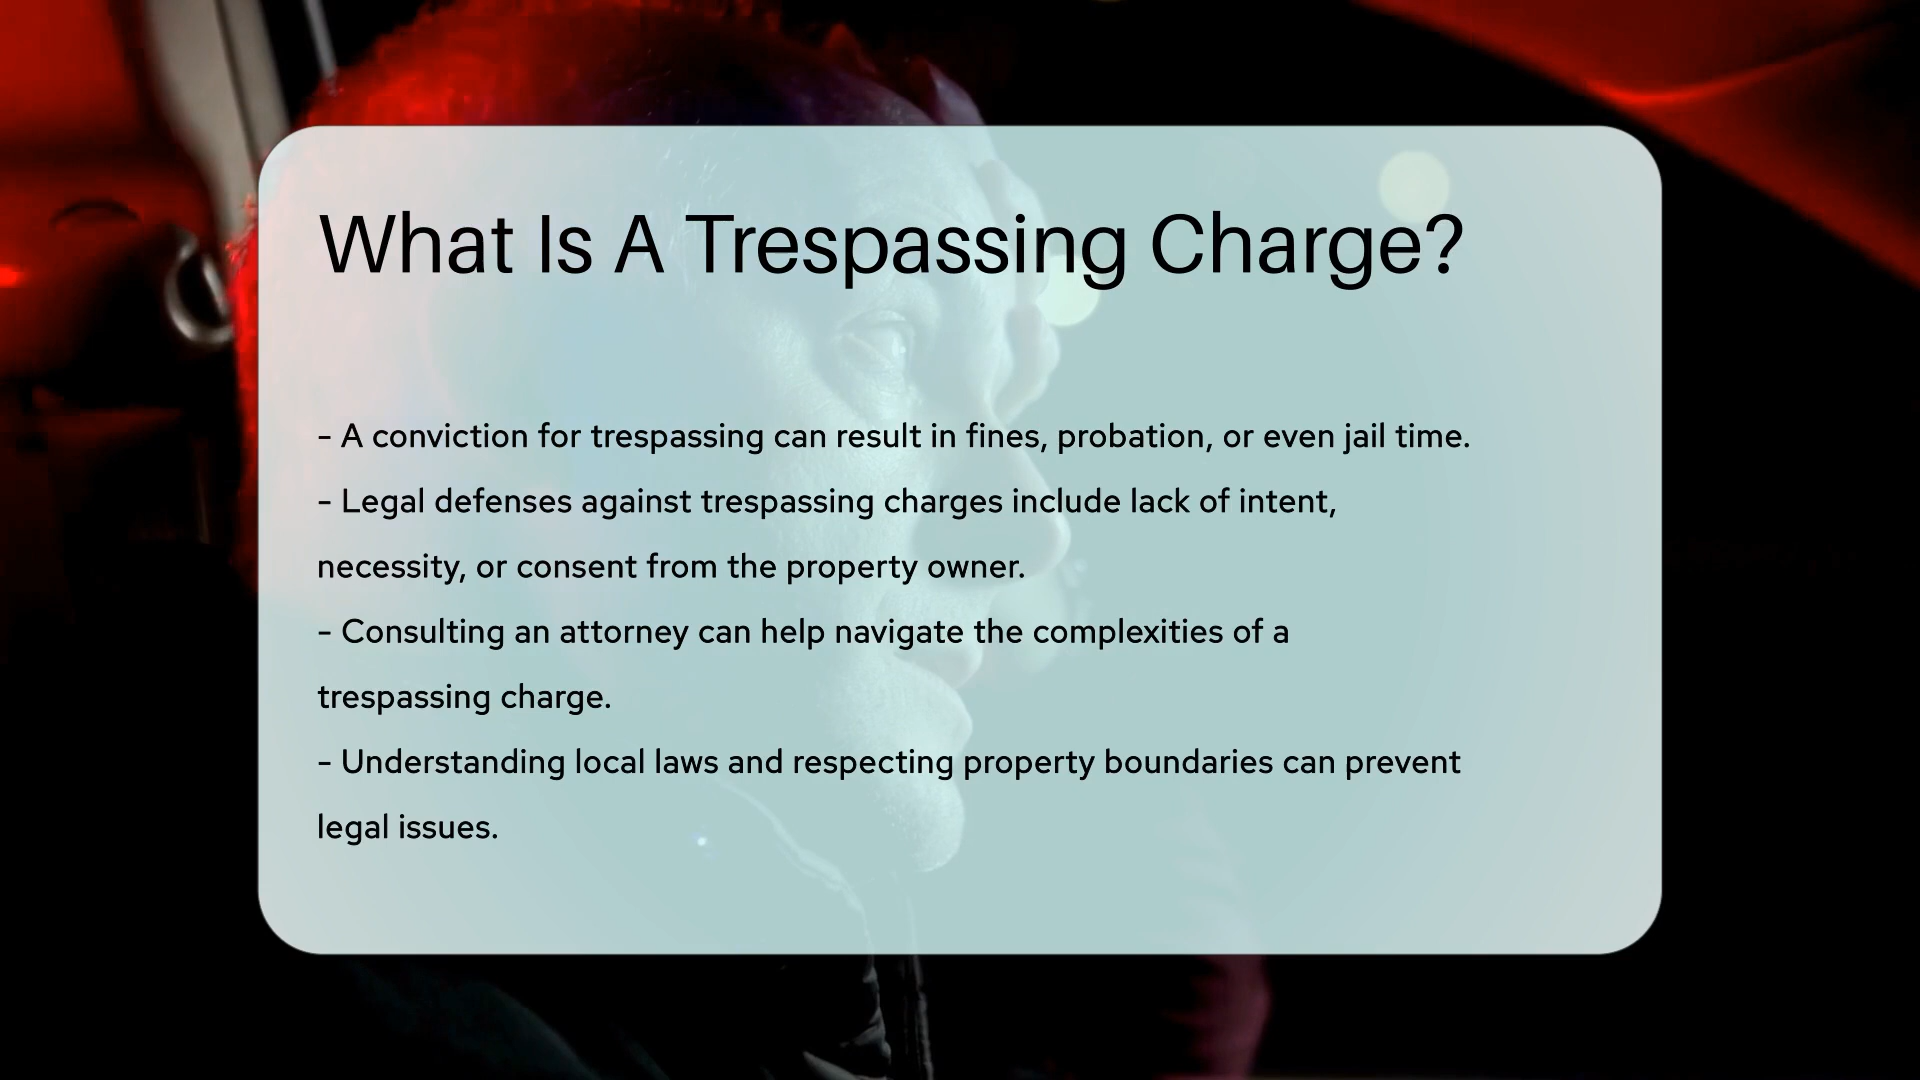 What Is A Trespassing Charge?
- A conviction for trespassing can result in fines, probation, or even jail time.
- Legal defenses against trespassing charges include lack of intent,
necessity, or consent from the property owner.
- Consulting an attorney can help navigate the complexities of a
trespassing charge.
- Understanding local laws and respecting property boundaries can prevent
legal issues.